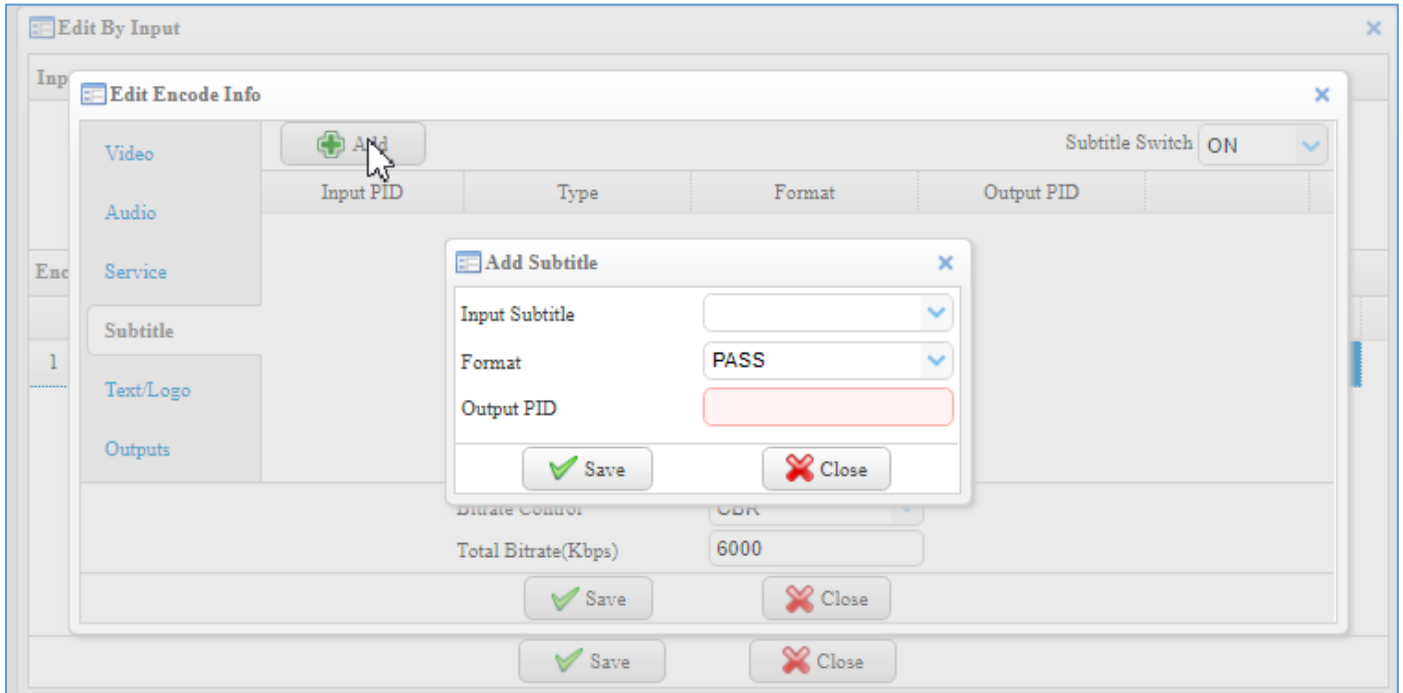 Edit By Input
Inp
Edit Encode Info
Video
Add
Subtitle Switch ON
Input PID Type Format Output PID
Audio
Enc
Service
Add Subtitle
Input Subtitle
Subtitle
1
Format PASS
Text/Logo
Output PID
Outputs
Save Close
Bitrate Control CBR
Total Bitrate(Kbps) 6000
Save Close
Save Close